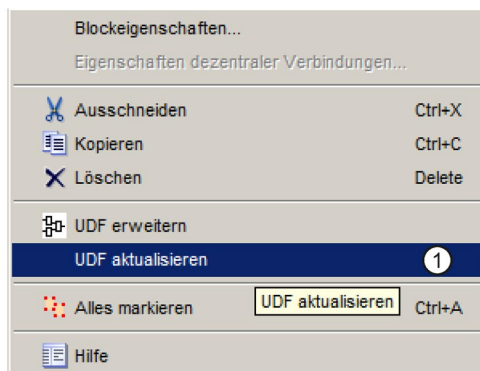 Blockeigenschaften...
Eigenschaften dezentraler Verbindungen...
Ausschneiden Ctrl+X
Kopieren Ctrl+C
Löschen Delete
UDF erweitern
UDF aktualisieren 1
UDF aktualisieren
Alles markieren Ctrl+A
Hilfe